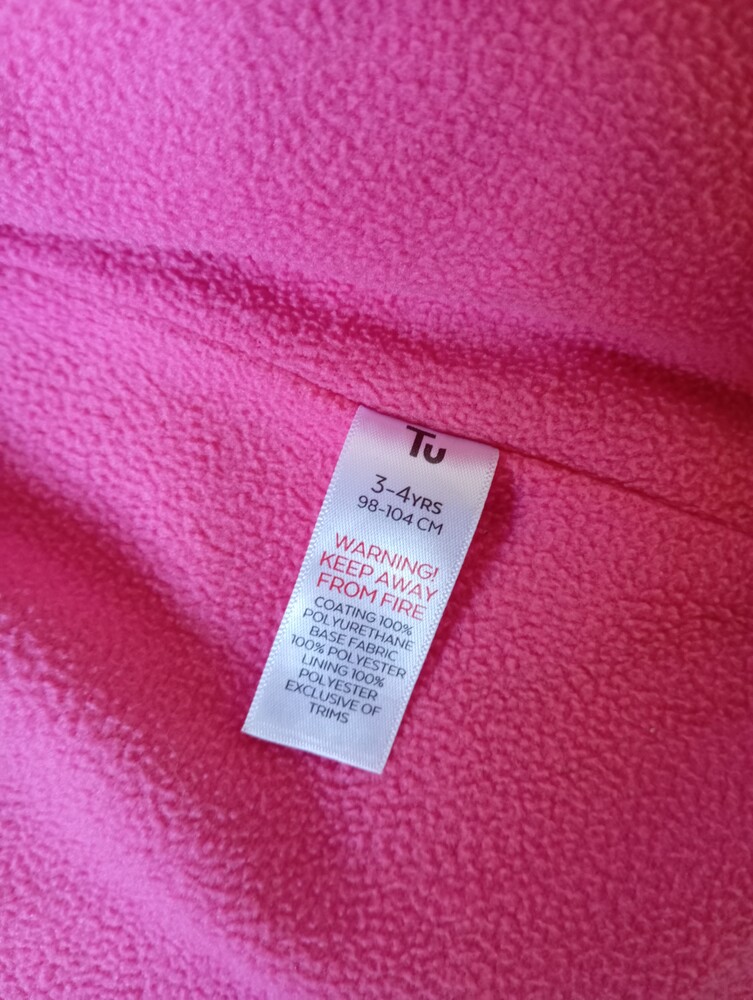 Tu
3-4YRS
98-104 CM
WARNING!
KEEP AWAY
FROM FIRE
COATING 100%
POLYURETHANE
BASE FABRIC
100% POLYESTER
LINING 100%
POLYESTER
EXCLUSIVE OF
TRIMS